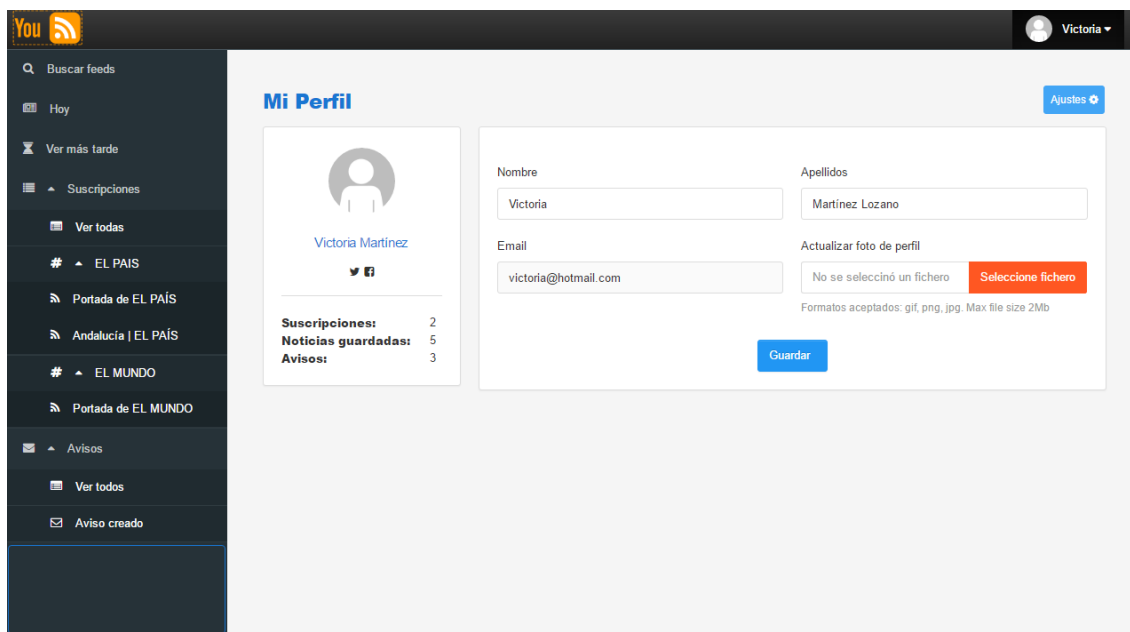 You
Victoria
Buscar feeds
Hoy
Ver más tarde
Suscripciones
Ver todas
# EL PAIS
Portada de EL PAÍS
Andalucía | EL PAÍS
# EL MUNDO
Portada de EL MUNDO
Avisos
Ver todos
Aviso creado
Mi Perfil
Ajustes
Victoria Martínez
Suscripciones: 2
Noticias guardadas: 5
Avisos: 3
Nombre
Victoria
Apellidos
Martínez Lozano
Email
victoria@hotmail.com
Actualizar foto de perfil
No se seleccinó un fichero
Seleccione fichero
Formatos aceptados: gif, png, jpg. Max file size 2Mb
Guardar